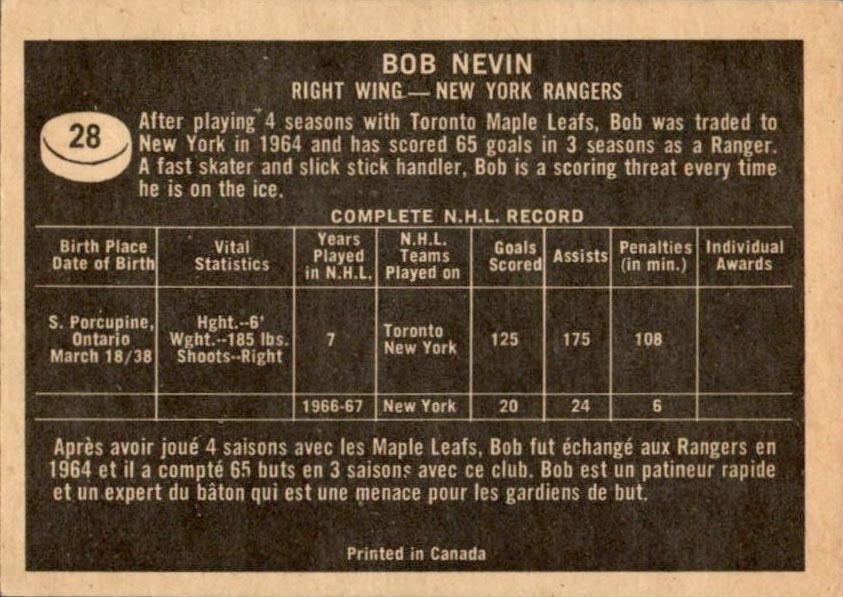 BOB NEVIN
RIGHT WING — NEW YORK RANGERS
28
After playing 4 seasons with Toronto Maple Leafs, Bob was traded to
New York in 1964 and has scored 65 goals in 3 seasons as a Ranger.
A fast skater and slick stick handler, Bob is a scoring threat every time
he is on the ice.
COMPLETE N.H.L. RECORD
Birth Place
Date of Birth
Vital
Statistics
Years
Played
in N.H.L.
N.H.L.
Teams
Played on
Goals
Scored
Assists
Penalties
(in min.)
Individual
Awards
S. Porcupine,
Ontario
March 18/38
Hght.--6'
Wght.--185 lbs.
Shoots--Right
7
Toronto
New York
125
175
108
1966-67
New York
20
24
6
Après avoir joué 4 saisons avec les Maple Leafs, Bob fut échangé aux Rangers en
1964 et il a compté 65 buts en 3 saisons avec ce club. Bob est un patineur rapide
et un expert du bâton qui est une menace pour les gardiens de but.
Printed in Canada